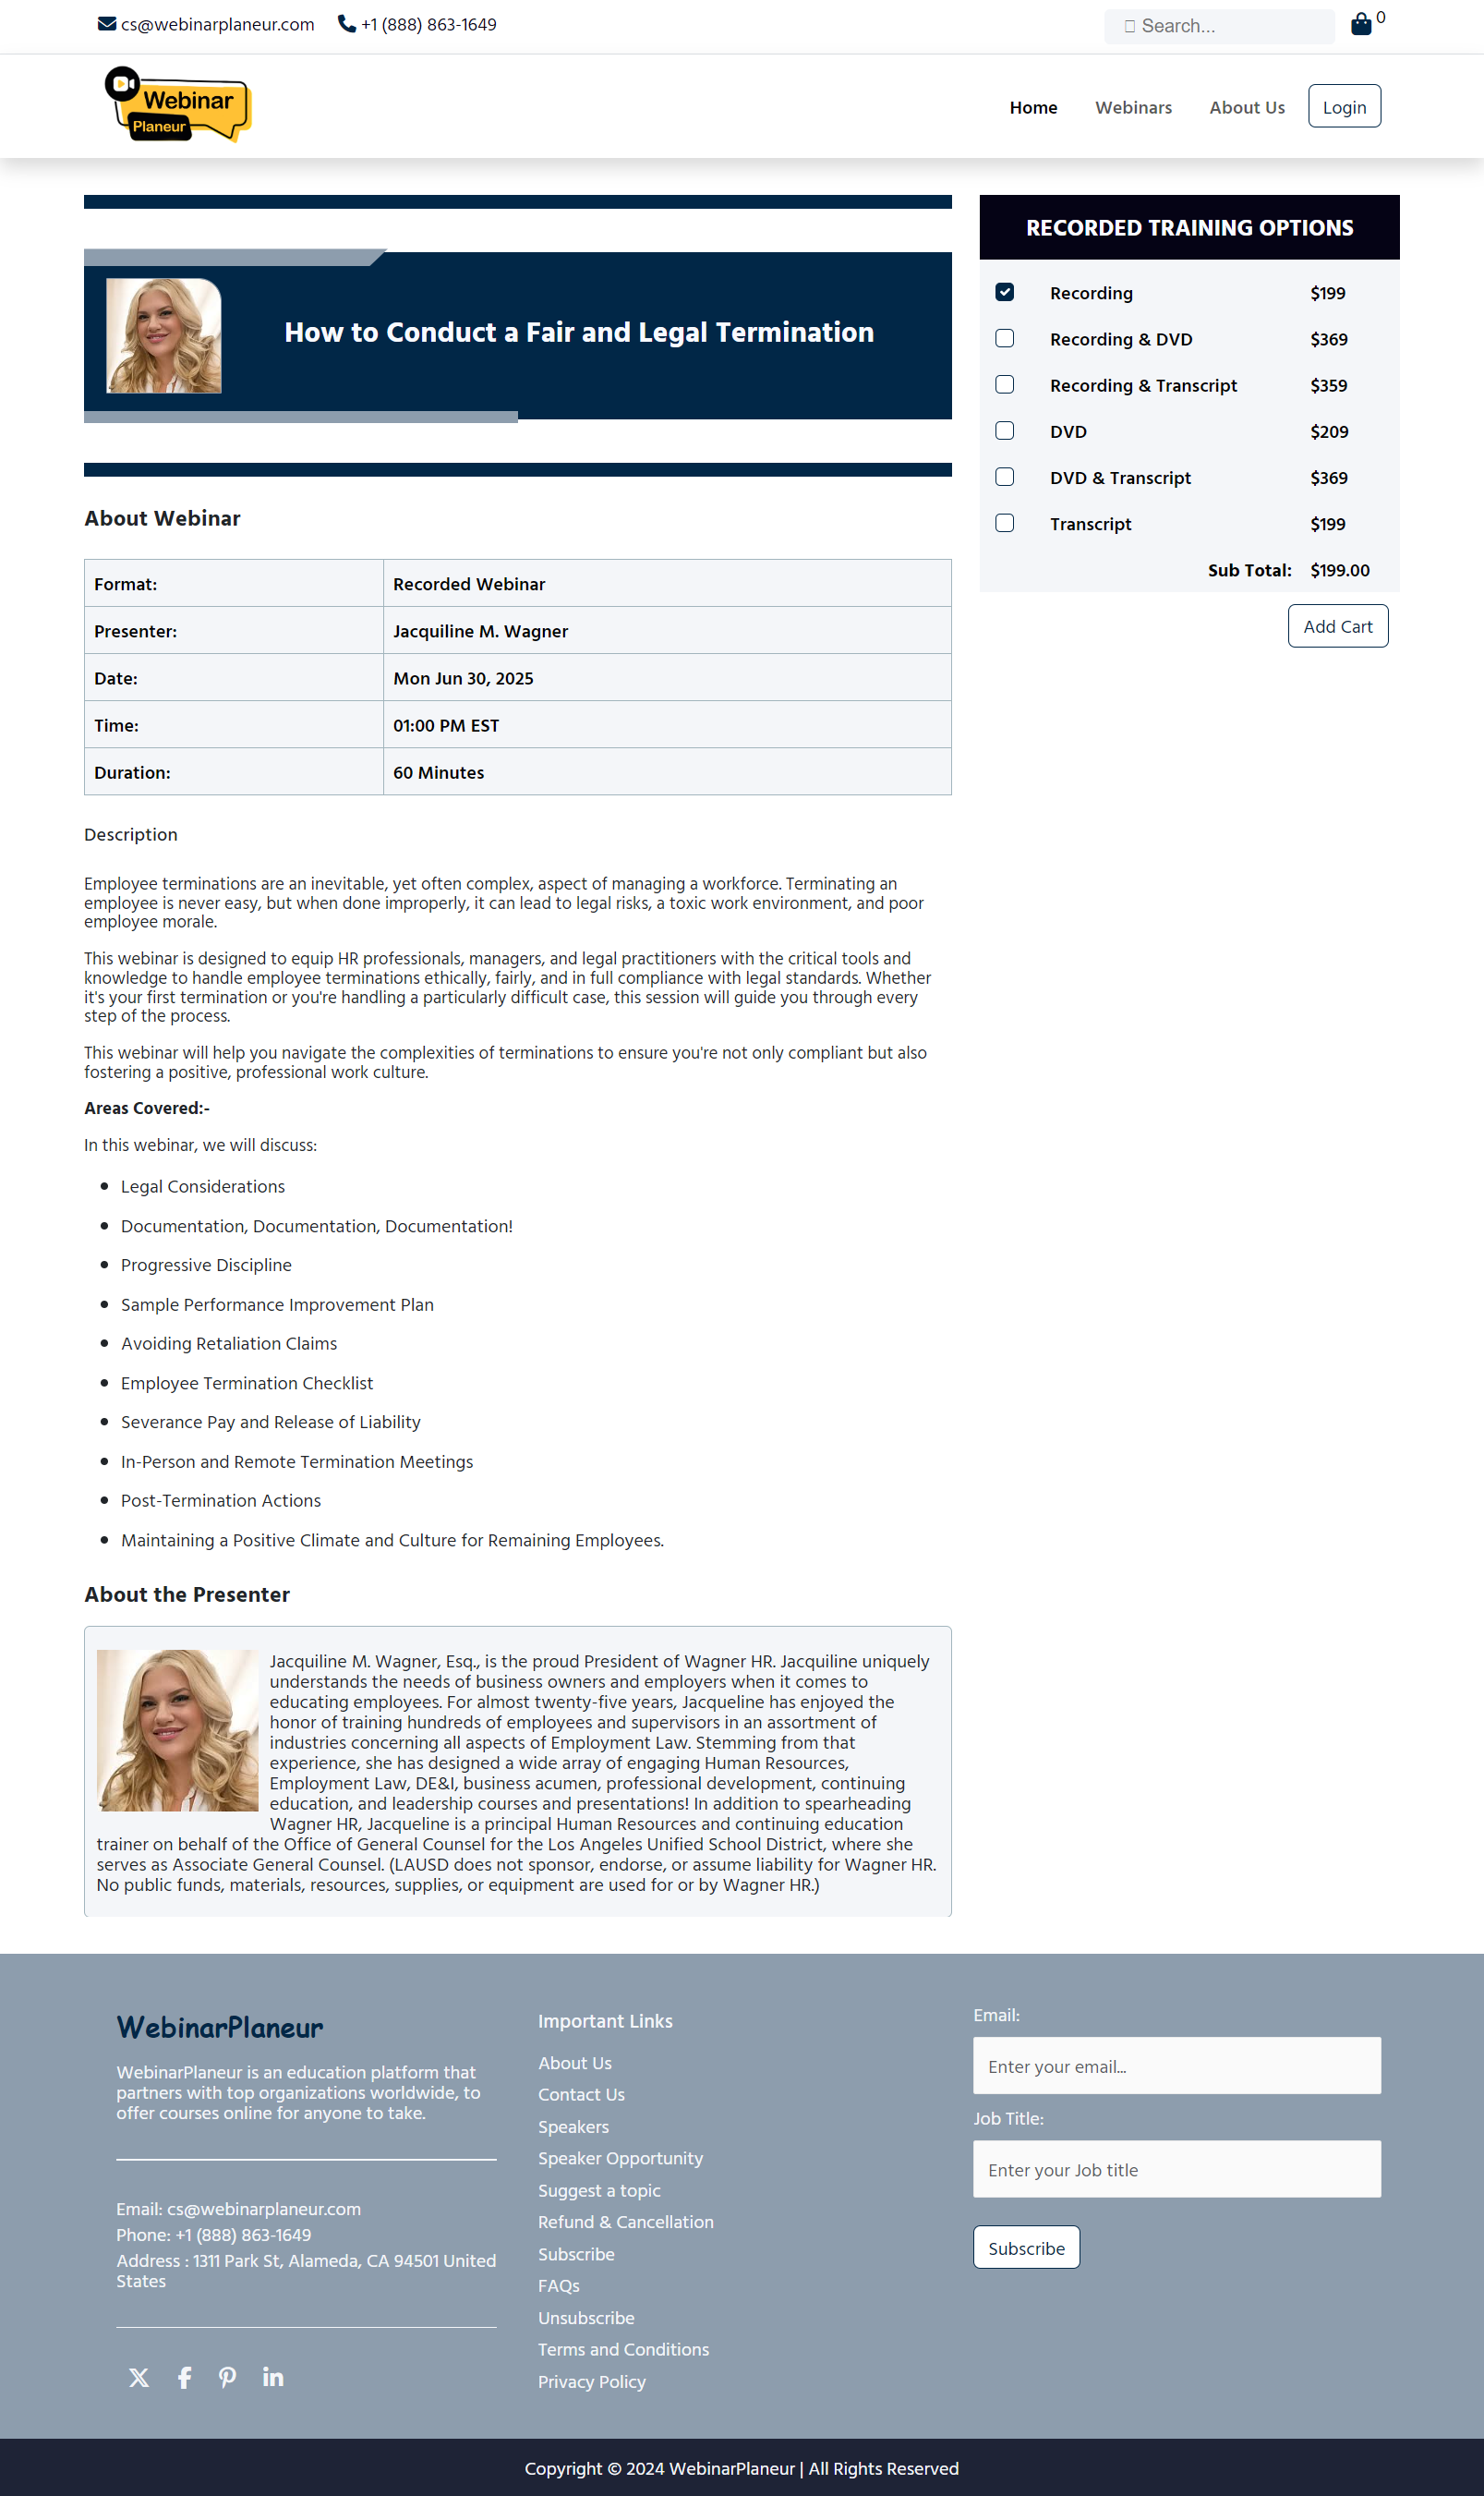 cs@webinarplaneur.com +1 (888) 863-1649 Search... 0
Webinar
Planeur
Home Webinars About Us Login
How to Conduct a Fair and Legal Termination
About Webinar
Format: Recorded Webinar
Presenter: Jacquiline M. Wagner
Date: Mon Jun 30, 2025
Time: 01:00 PM EST
Duration: 60 Minutes
Description
Employee terminations are an inevitable, yet often complex, aspect of managing a workforce. Terminating an
employee is never easy, but when done improperly, it can lead to legal risks, a toxic work environment, and poor
employee morale.
This webinar is designed to equip HR professionals, managers, and legal practitioners with the critical tools and
knowledge to handle employee terminations ethically, fairly, and in full compliance with legal standards. Whether
it's your first termination or you're handling a particularly difficult case, this session will guide you through every
step of the process.
This webinar will help you navigate the complexities of terminations to ensure you're not only compliant but also
fostering a positive, professional work culture.
Areas Covered:-
In this webinar, we will discuss:
Legal Considerations
Documentation, Documentation, Documentation!
Progressive Discipline
Sample Performance Improvement Plan
Avoiding Retaliation Claims
Employee Termination Checklist
Severance Pay and Release of Liability
In-Person and Remote Termination Meetings
Post-Termination Actions
Maintaining a Positive Climate and Culture for Remaining Employees.
About the Presenter
Jacquiline M. Wagner, Esq., is the proud President of Wagner HR. Jacquiline uniquely
understands the needs of business owners and employers when it comes to
educating employees. For almost twenty-five years, Jacqueline has enjoyed the
honor of training hundreds of employees and supervisors in an assortment of
industries concerning all aspects of Employment Law. Stemming from that
experience, she has designed a wide array of engaging Human Resources,
Employment Law, DE&I, business acumen, professional development, continuing
education, and leadership courses and presentations! In addition to spearheading
Wagner HR, Jacqueline is a principal Human Resources and continuing education
trainer on behalf of the Office of General Counsel for the Los Angeles Unified School District, where she
serves as Associate General Counsel. (LAUSD does not sponsor, endorse, or assume liability for Wagner HR.
No public funds, materials, resources, supplies, or equipment are used for or by Wagner HR.)
RECORDED TRAINING OPTIONS
Recording $199
Recording & DVD $369
Recording & Transcript $359
DVD $209
DVD & Transcript $369
Transcript $199
Sub Total: $199.00
Add Cart
WebinarPlaneur
WebinarPlaneur is an education platform that
partners with top organizations worldwide, to
offer courses online for anyone to take.
Email: cs@webinarplaneur.com
Phone: +1 (888) 863-1649
Address : 1311 Park St, Alameda, CA 94501 United
States
Important Links
About Us
Contact Us
Speakers
Speaker Opportunity
Suggest a topic
Refund & Cancellation
Subscribe
FAQs
Unsubscribe
Terms and Conditions
Privacy Policy
Email:
Enter your email...
Job Title:
Enter your Job title
Subscribe
Copyright © 2024 WebinarPlaneur | All Rights Reserved